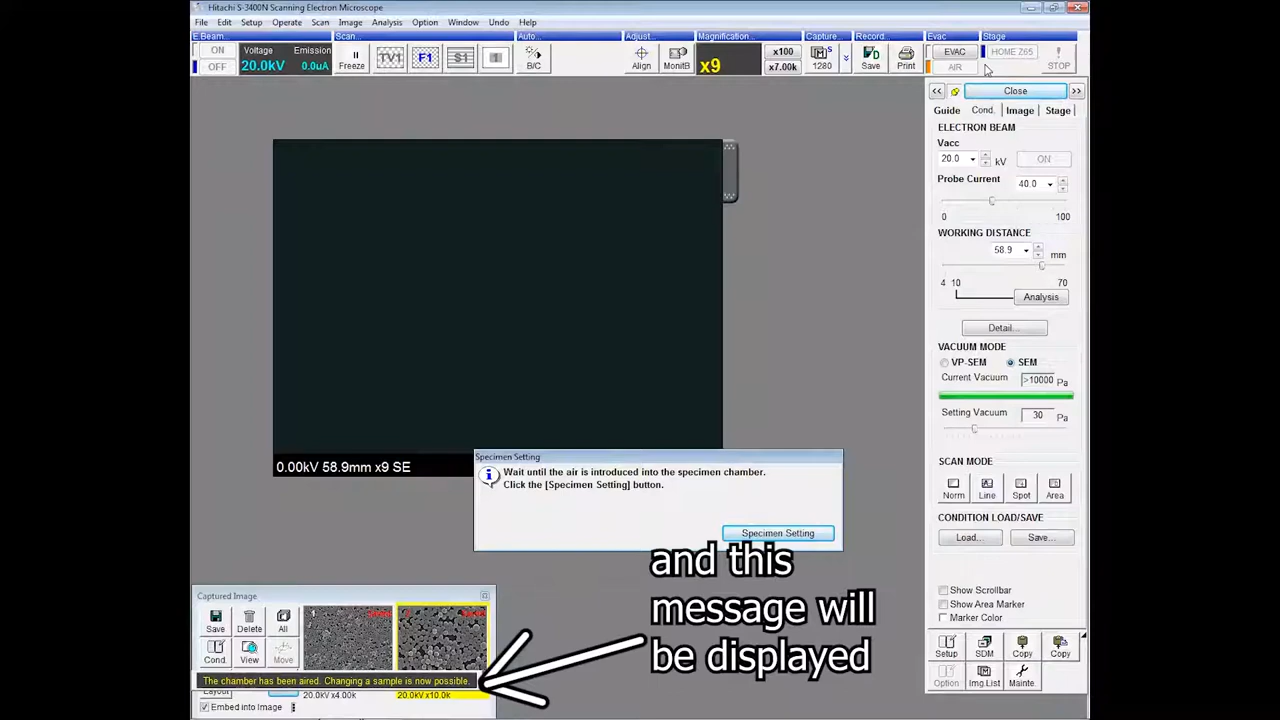 Hitachi S-3400N Scanning Electron Microscope
File Edit Setup Operate Scan Image Analysis Option Window Undo Help
E.Beam... Scan... Auto... Adjust... Magnification... Capture... Record... Evac Stage
ON
OFF
Voltage Emission
20.0kV 0.0uA
Freeze
TV1
F1
S1
1
B/C
Align
MonitB
x9
x100
x7.00k
1280
Save
Print
EVAC
AIR
HOME Z65
STOP
<< Close >>
Guide Cond. Image Stage
ELECTRON BEAM
Vacc
20.0 kV ON
Probe Current 40.0
0 100
WORKING DISTANCE
58.9 mm
4 10 70
Analysis
Detail...
VACUUM MODE
VP-SEM SEM
Current Vacuum >10000 Pa
Setting Vacuum 30 Pa
SCAN MODE
Norm Line Spot Area
CONDITION LOAD/SAVE
Load... Save...
Show Scrollbar
Show Area Marker
Marker Color
Setup SDM Copy Copy
Option Img.List Mainte
0.00kV 58.9mm x9 SE
Specimen Setting
Wait until the air is introduced into the specimen chamber.
Click the [Specimen Setting] button.
Specimen Setting
and this
message will
be displayed
Captured Image
Save Delete All
Cond. View Move
The chamber has been aired. Changing a sample is now possible.
Layout 20.0kV x4.00k 20.0kV x10.0k
Embed into Image